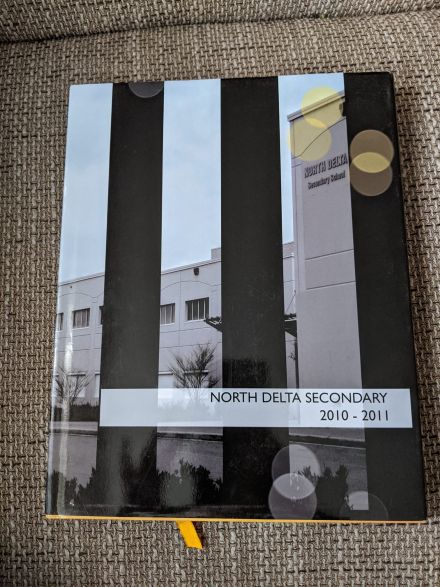 NORTH DELTA
Secondary School
NORTH DELTA SECONDARY
2010 - 2011